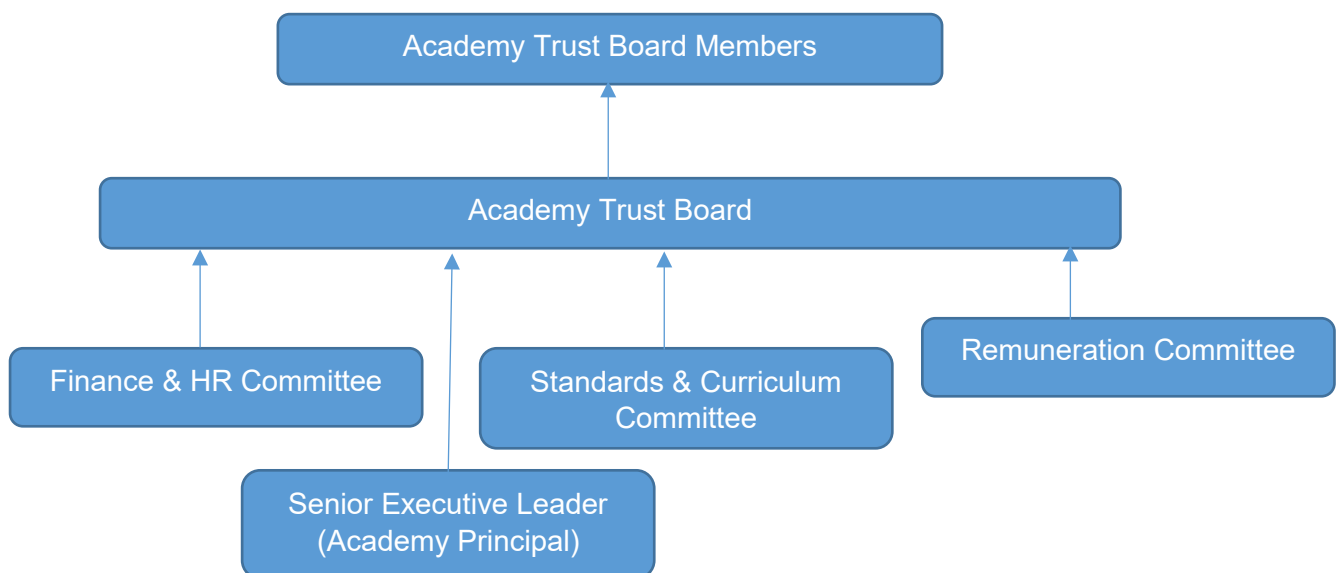 Academy Trust Board Members
Academy Trust Board
Finance & HR Committee
Standards & Curriculum
Committee
Remuneration Committee
Senior Executive Leader
(Academy Principal)